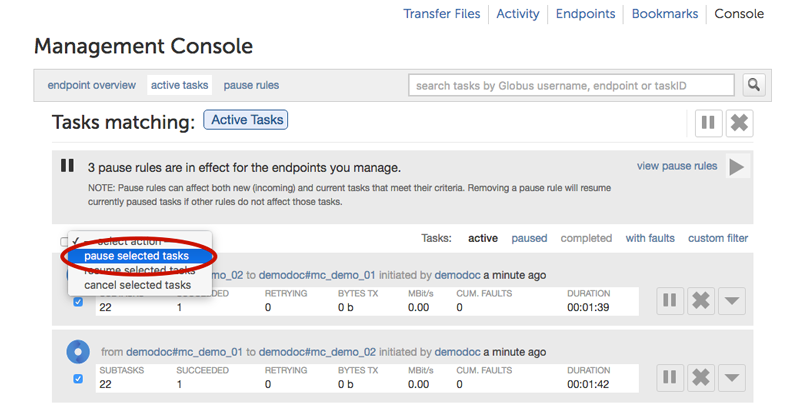 Transfer Files Activity Endpoints Bookmarks Console
Management Console
endpoint overview active tasks pause rules search tasks by Globus username, endpoint or taskID
Tasks matching: Active Tasks
3 pause rules are in effect for the endpoints you manage. view pause rules
NOTE: Pause rules can affect both new (incoming) and current tasks that meet their criteria. Removing a pause rule will resume
currently paused tasks if other rules do not affect those tasks.
✓ -- select action Tasks: active paused completed with faults custom filter
pause selected tasks
resume selected tasks mo_02 to demodoc#mc_demo_01 initiated by demodoc a minute ago
cancel selected tasks
SUBTASKS SUCCEEDED RETRYING BYTES TX MBit/s CUM. FAULTS DURATION
22 1 0 0 b 0.00 0 00:01:39
from demodoc#mc_demo_01 to demodoc#mc_demo_02 initiated by demodoc a minute ago
SUBTASKS SUCCEEDED RETRYING BYTES TX MBit/s CUM. FAULTS DURATION
22 1 0 0 b 0.00 0 00:01:42